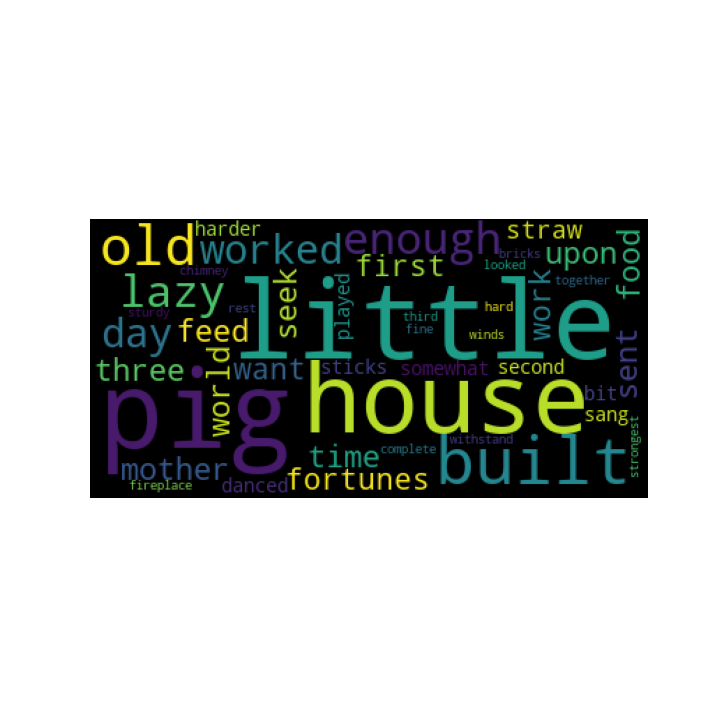 harder
straw
old
worked
enough
bricks
upon
food
chimney
first
looked
lazy
seek
little
together
rest
played
work
hard
sturdy
third
day
feed
fine
winds
sent
three
world
want
sticks
somewhat
second
pig
house
bit
sang
time
complete
withstand
built
strongest
mother
fireplace
danced
fortunes